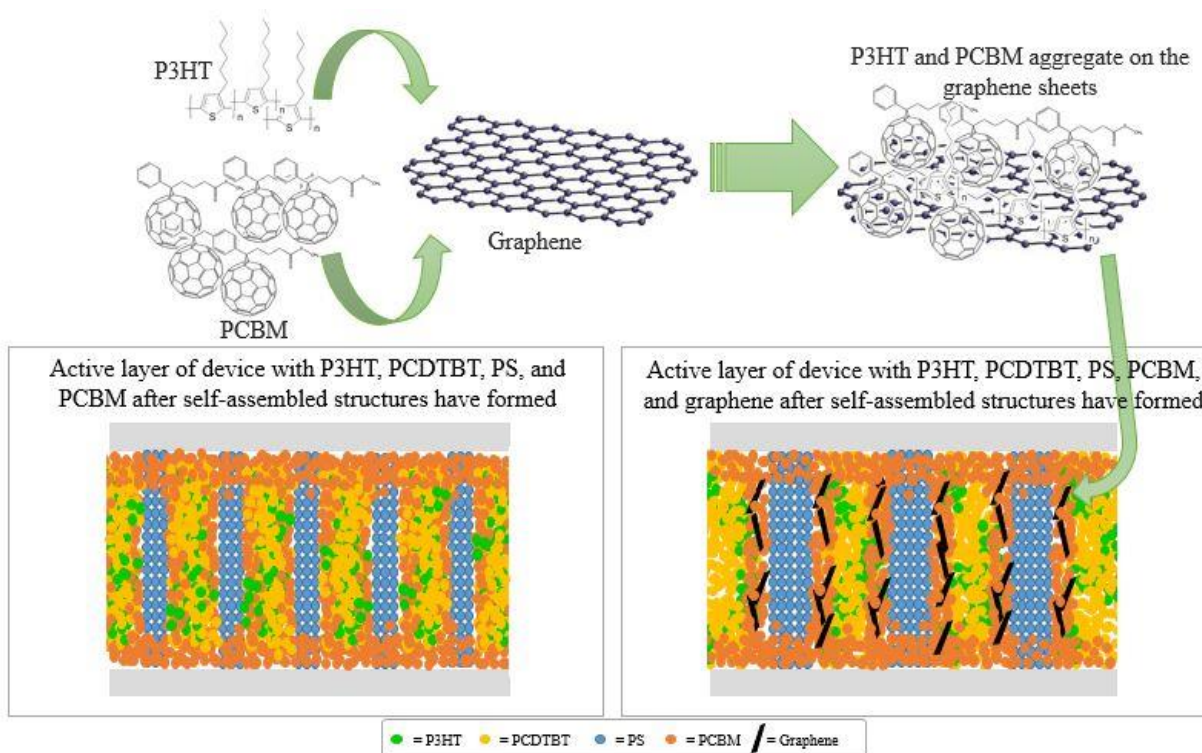 P3HT
S
n
S
n
S
n
P3HT and PCBM aggregate on the
graphene sheets
Graphene
PCBM
Active layer of device with P3HT, PCDTBT, PS, and
PCBM after self-assembled structures have formed
Active layer of device with P3HT, PCDTBT, PS, PCBM,
and graphene after self-assembled structures have formed
= P3HT = PCDTBT = PS = PCBM = Graphene